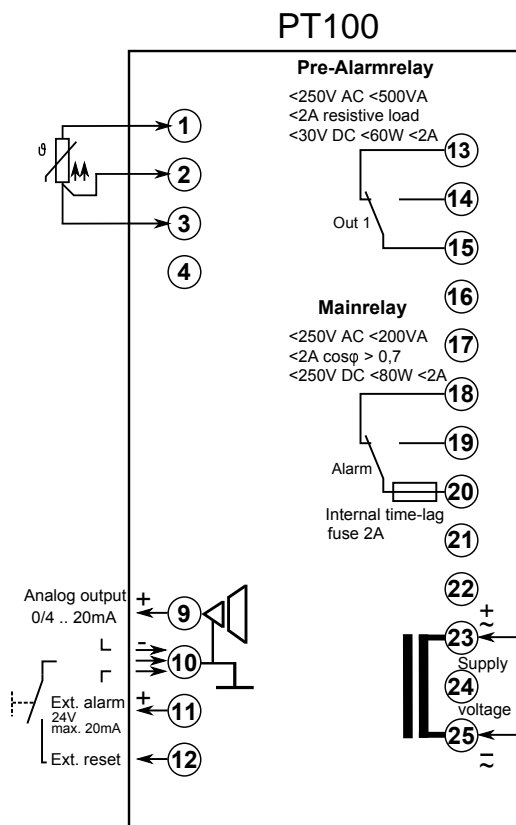 PT100
Pre-Alarmrelay
<250V AC <500VA
<2A resistive load
<30V DC <60W <2A
1
2
3
4
ϑ
13
14
Out 1
15
16
Mainrelay
17
<250V AC <200VA
<2A cosφ > 0,7
<250V DC <80W <2A
18
19
Alarm
20
Internal time-lag
fuse 2A
21
22
Analog output
0/4 .. 20mA
+
9
-
10
+
~
23
Supply
24
voltage
25
=
~
Ext. alarm
24V
max. 20mA
+
11
Ext. reset
12